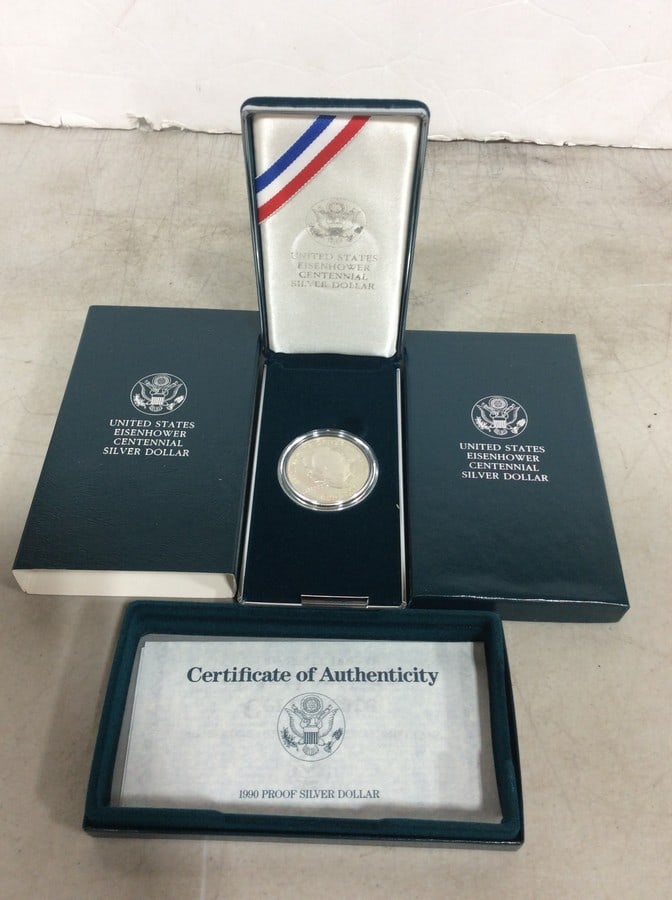 UNITED STATES
EISENHOWER
CENTENNIAL
SILVER DOLLAR
UNITED STATES
EISENHOWER
CENTENNIAL
SILVER DOLLAR
UNITED STATES
EISENHOWER
CENTENNIAL
SILVER DOLLAR
Certificate of Authenticity
1990 PROOF SILVER DOLLAR